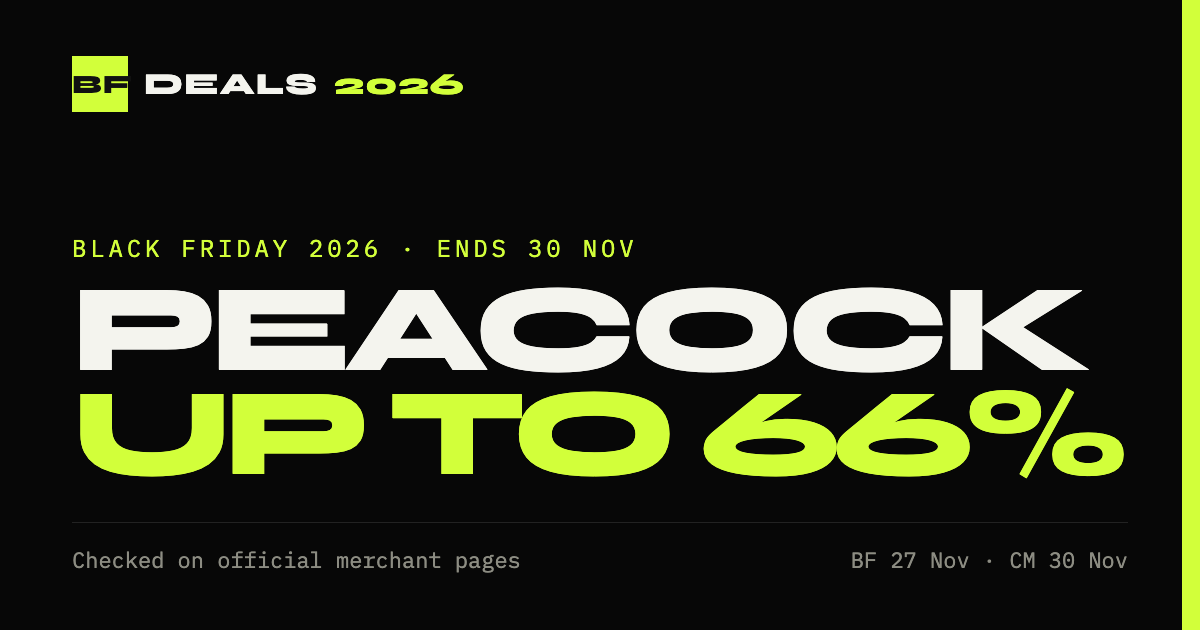 BF DEALS 2026
BLACK FRIDAY 2026 · ENDS 30 NOV
PEACOCK
UP TO 66%
Checked on official merchant pages
BF 27 Nov · CM 30 Nov